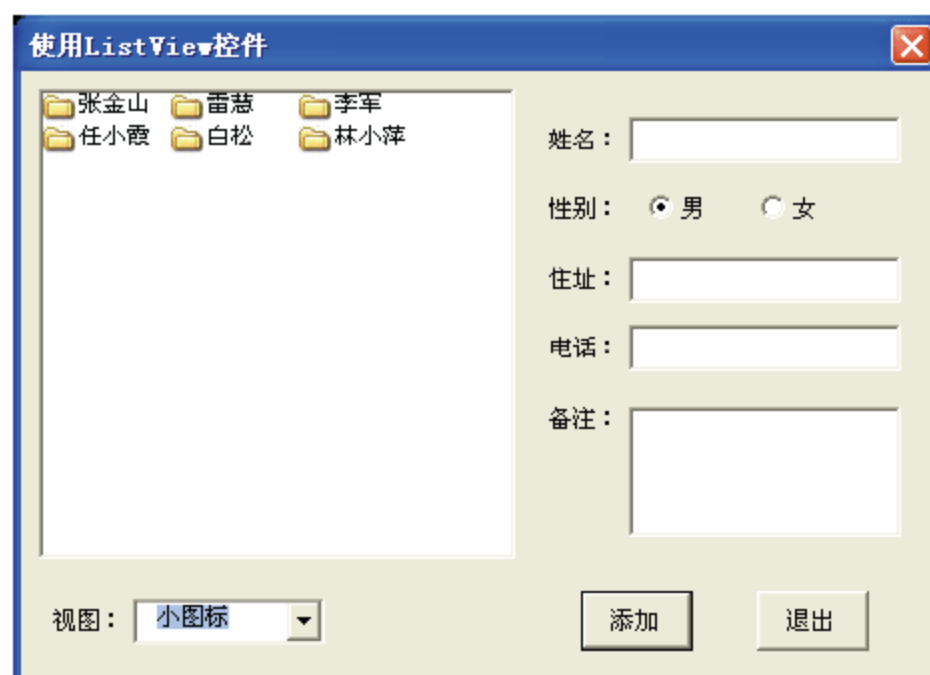 使用ListView控件
张金山 雷慧 李军
任小霞 白松 林小萍
姓名：
性别： 男 女
住址：
电话：
备注：
视图： 小图标
添加 退出